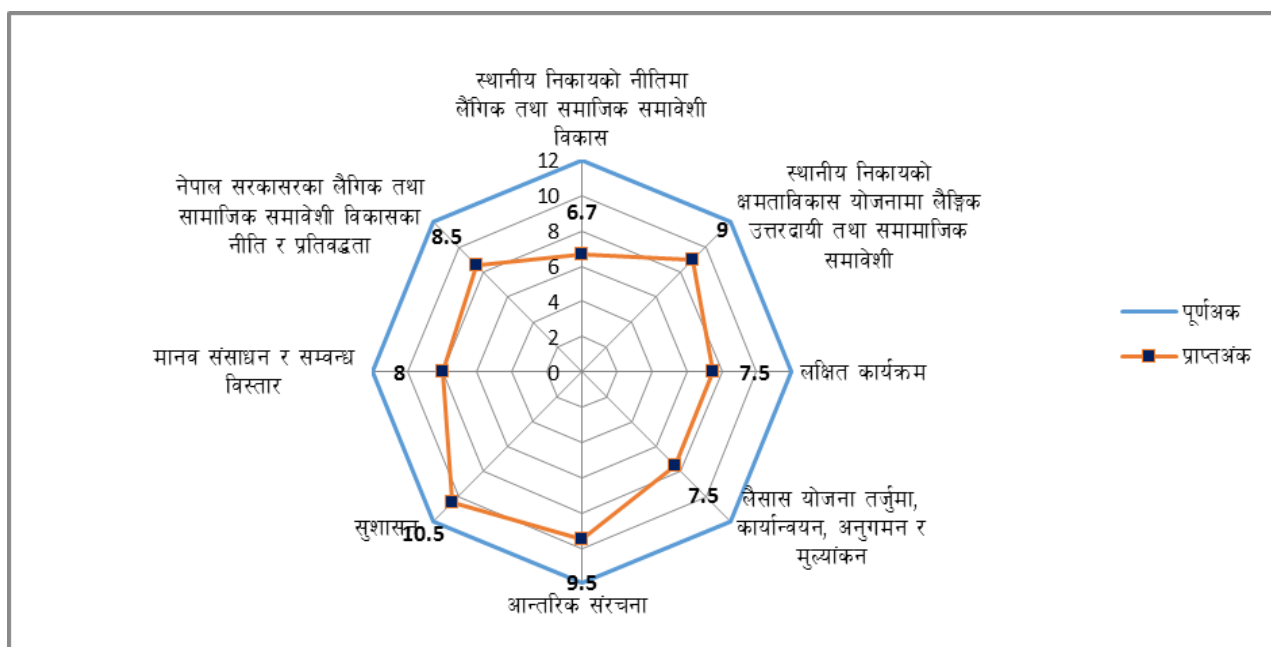 स्थानीय निकायको नीतिमा
लैंगिक तथा समाजिक समावेशी
विकास
स्थानीय निकायको
क्षमताविकास योजनामा लैङ्गिक
उत्तरदायी तथा समामाजिक
समावेशी
लक्षित कार्यक्रम
लैसास योजना तर्जुमा,
कार्यान्वयन, अनुगमन र
मुल्यांकन
आन्तरिक संरचना
सुशासन
मानव संसाधन र सम्वन्ध
विस्तार
नेपाल सरकासरका लैगिक तथा
सामाजिक समावेशी विकासका
नीति र प्रतिवद्धता
12
10
8
6
4
2
0
6.7
9
7.5
7.5
9.5
10.5
8
8.5
पूर्णअक
प्राप्तअंक